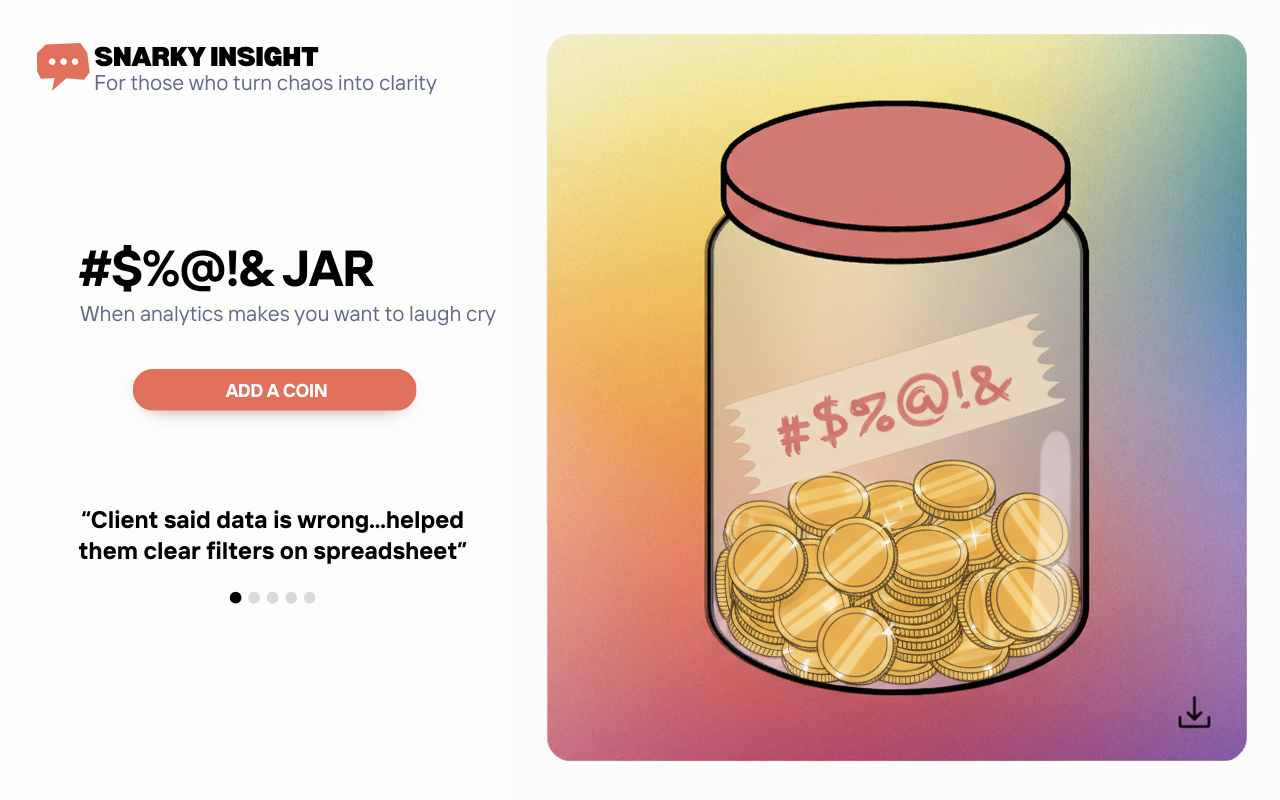 SNARKY INSIGHT
For those who turn chaos into clarity
#$%@!& JAR
When analytics makes you want to laugh cry
ADD A COIN
“Client said data is wrong...helped
them clear filters on spreadsheet”
#$%@!&